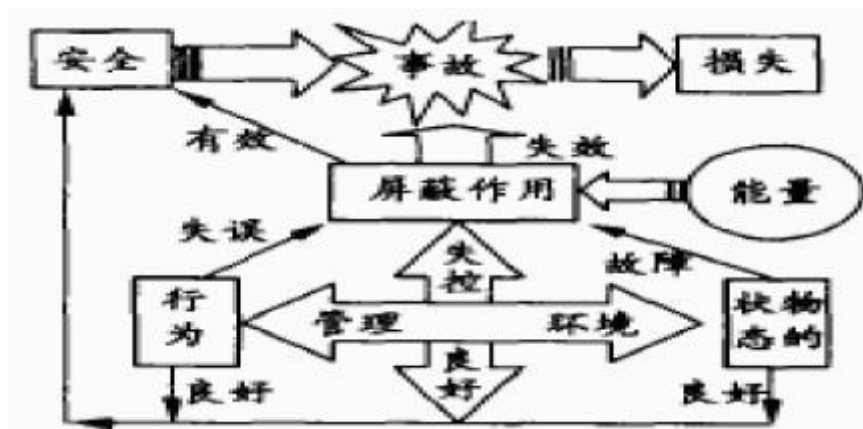 安全
事故
损失
有效
失效
屏蔽作用
能量
失误
失控
故障
行为
管理
环境
状物
态的
良好
良好
良好